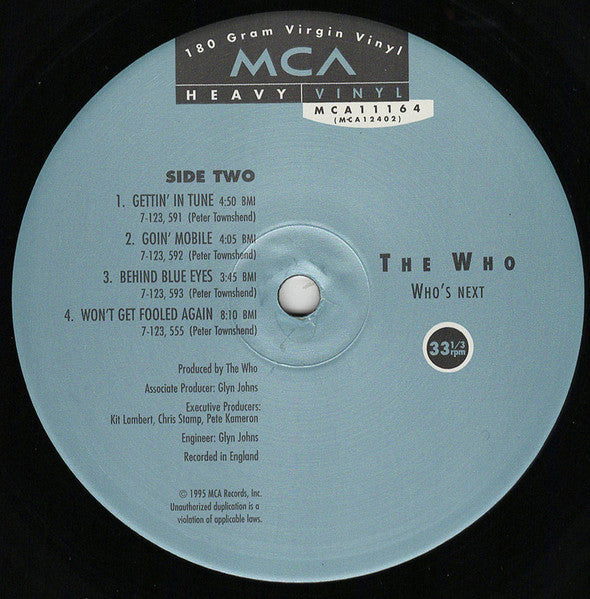 180 Gram Virgin Vinyl
MCA
HEAVY VINYL
MCA11164
(MCA12402)
SIDE TWO
1. GETTIN' IN TUNE 4:50 BMI
7-123, 591 (Peter Townshend)
2. GOIN' MOBILE 4:05 BMI
7-123, 592 (Peter Townshend)
3. BEHIND BLUE EYES 3:45 BMI
7-123, 593 (Peter Townshend)
4. WON'T GET FOOLED AGAIN 8:10 BMI
7-123, 555 (Peter Townshend)
THE WHO
WHO'S NEXT
33 1/3
rpm
Produced by The Who
Associate Producer: Glyn Johns
Executive Producers:
Kit Lambert, Chris Stamp, Pete Kameron
Engineer: Glyn Johns
Recorded in England
© 1995 MCA Records, Inc.
Unauthorized duplication is a
violation of applicable laws.